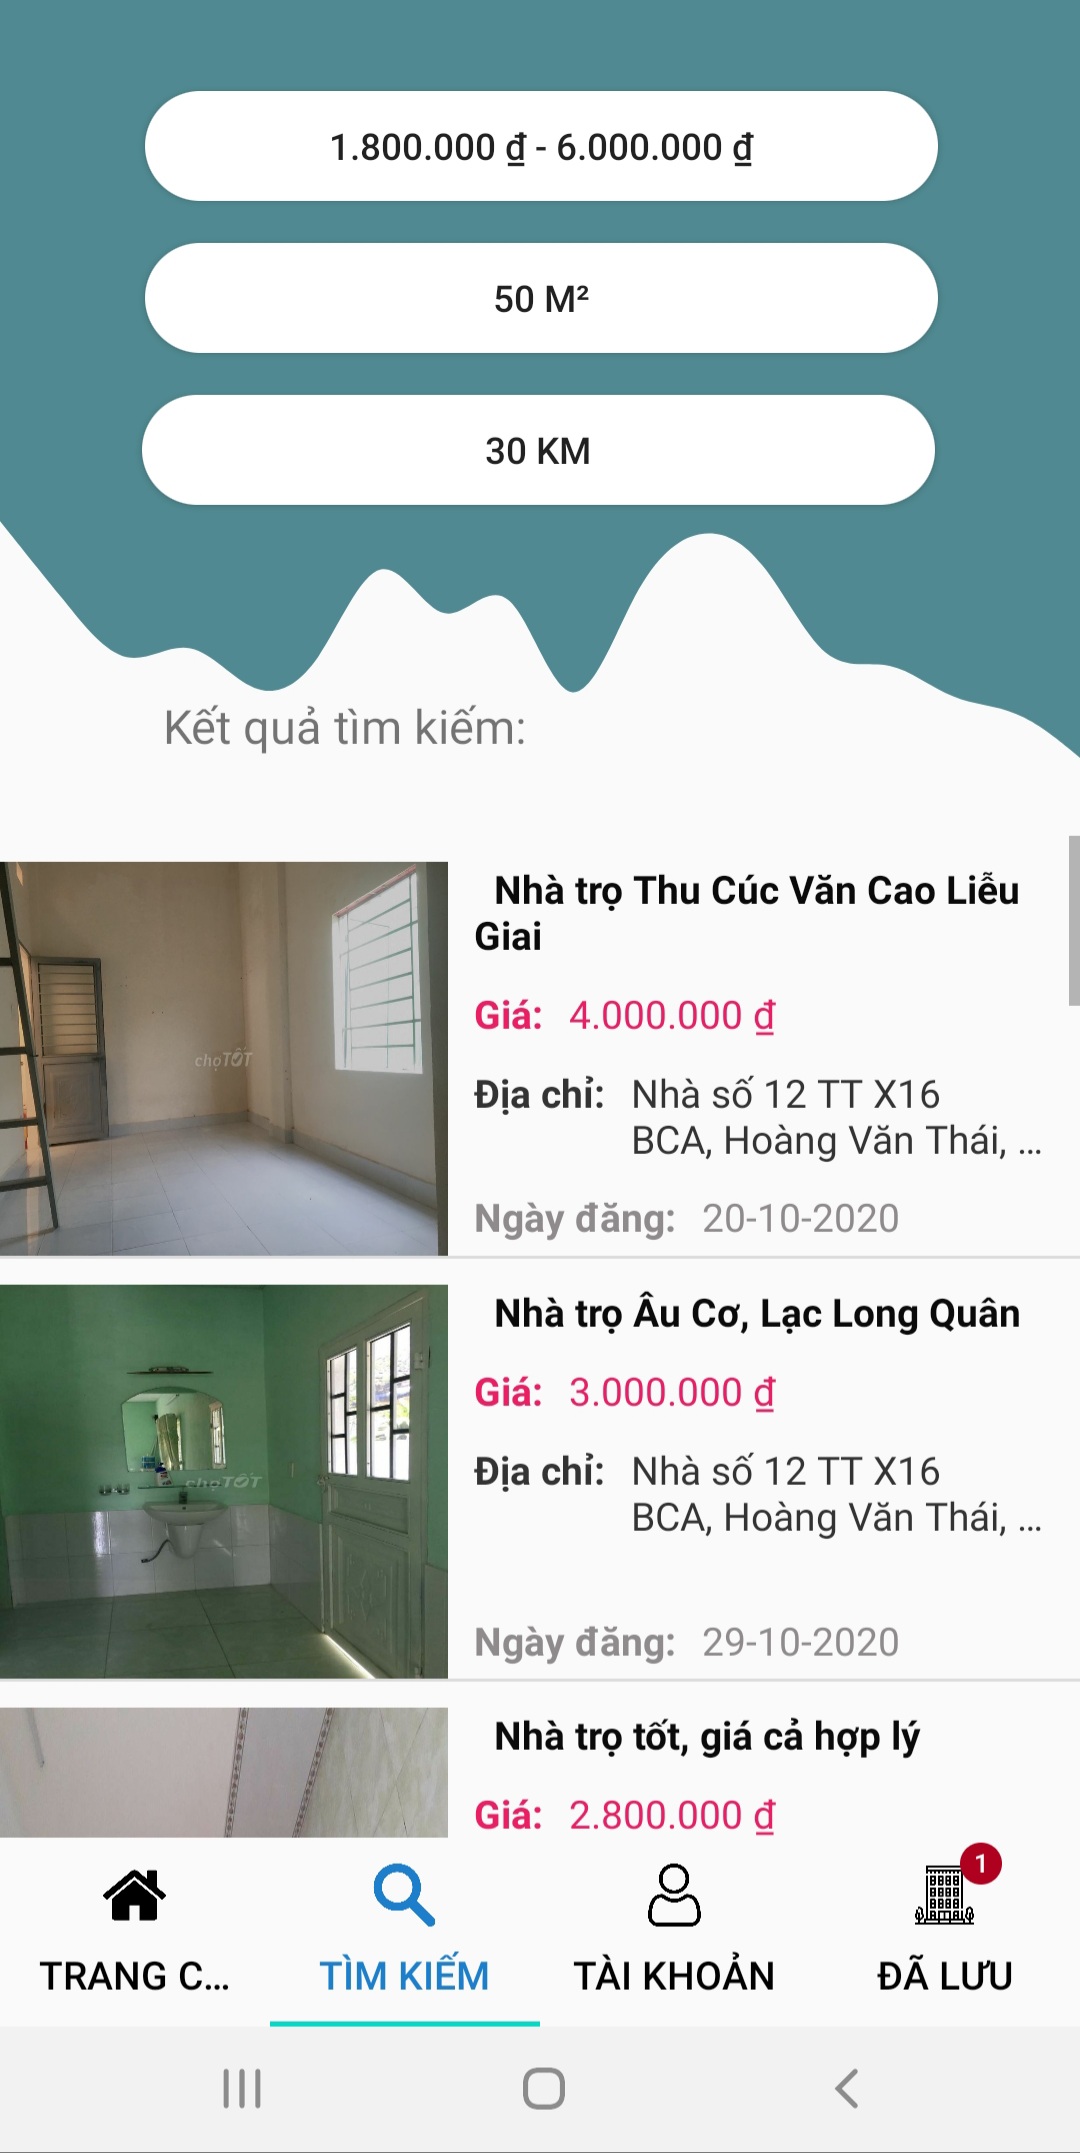 1.800.000 ₫ - 6.000.000 ₫
50 M²
30 KM
Kết quả tìm kiếm:
Nhà trọ Thu Cúc Văn Cao Liễu
Giai
Giá: 4.000.000 ₫
Địa chỉ: Nhà số 12 TT X16
BCA, Hoàng Văn Thái, ...
Ngày đăng: 20-10-2020
chợTỐT
Nhà trọ Âu Cơ, Lạc Long Quân
Giá: 3.000.000 ₫
Địa chỉ: Nhà số 12 TT X16
BCA, Hoàng Văn Thái, ...
Ngày đăng: 29-10-2020
chợTỐT
Nhà trọ tốt, giá cả hợp lý
Giá: 2.800.000 ₫
1
TRANG C... TÌM KIẾM TÀI KHOẢN ĐÃ LƯU